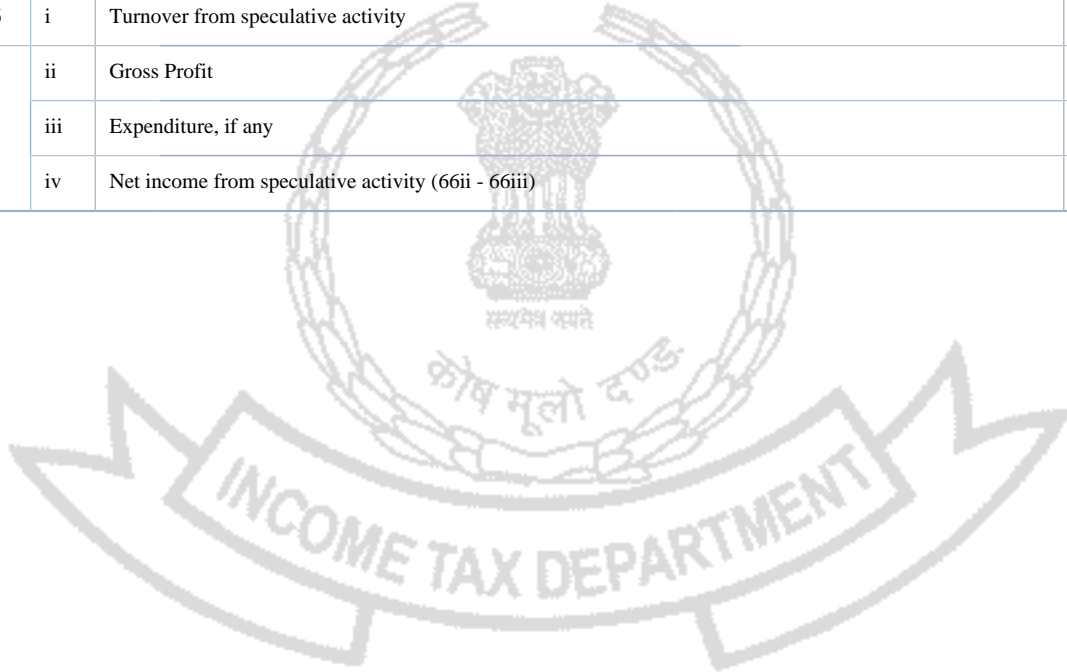 i Turnover from speculative activity
ii Gross Profit
iii Expenditure, if any
iv Net income from speculative activity (66ii - 66iii)
सत्यमेव जयते
कोष मूलो दण्डः
INCOME TAX DEPARTMENT